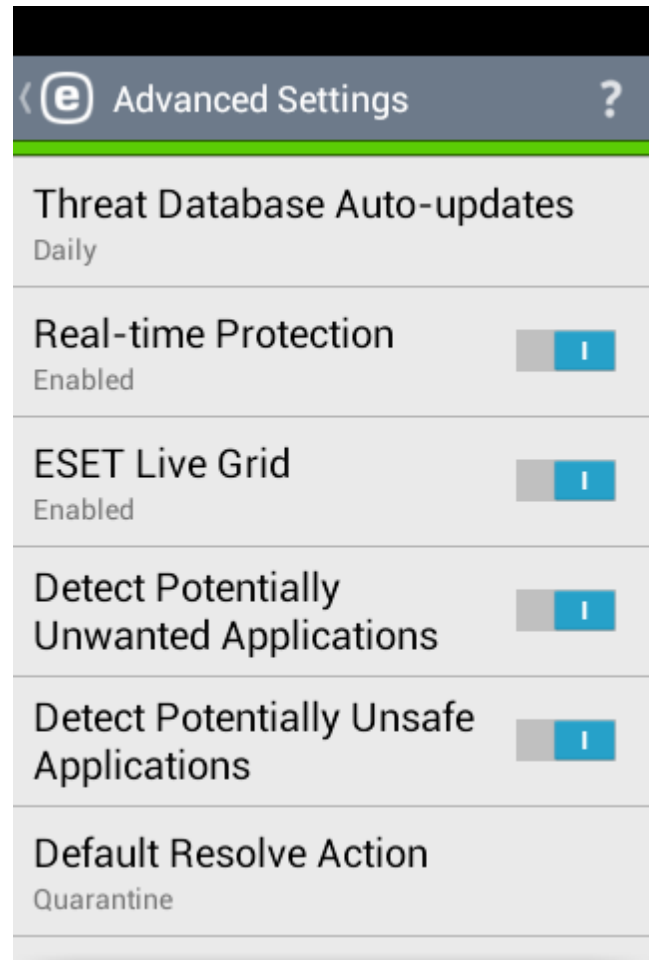 e Advanced Settings ?
Threat Database Auto-updates
Daily
Real-time Protection
Enabled
I
ESET Live Grid
Enabled
I
Detect Potentially
Unwanted Applications
I
Detect Potentially Unsafe
Applications
I
Default Resolve Action
Quarantine